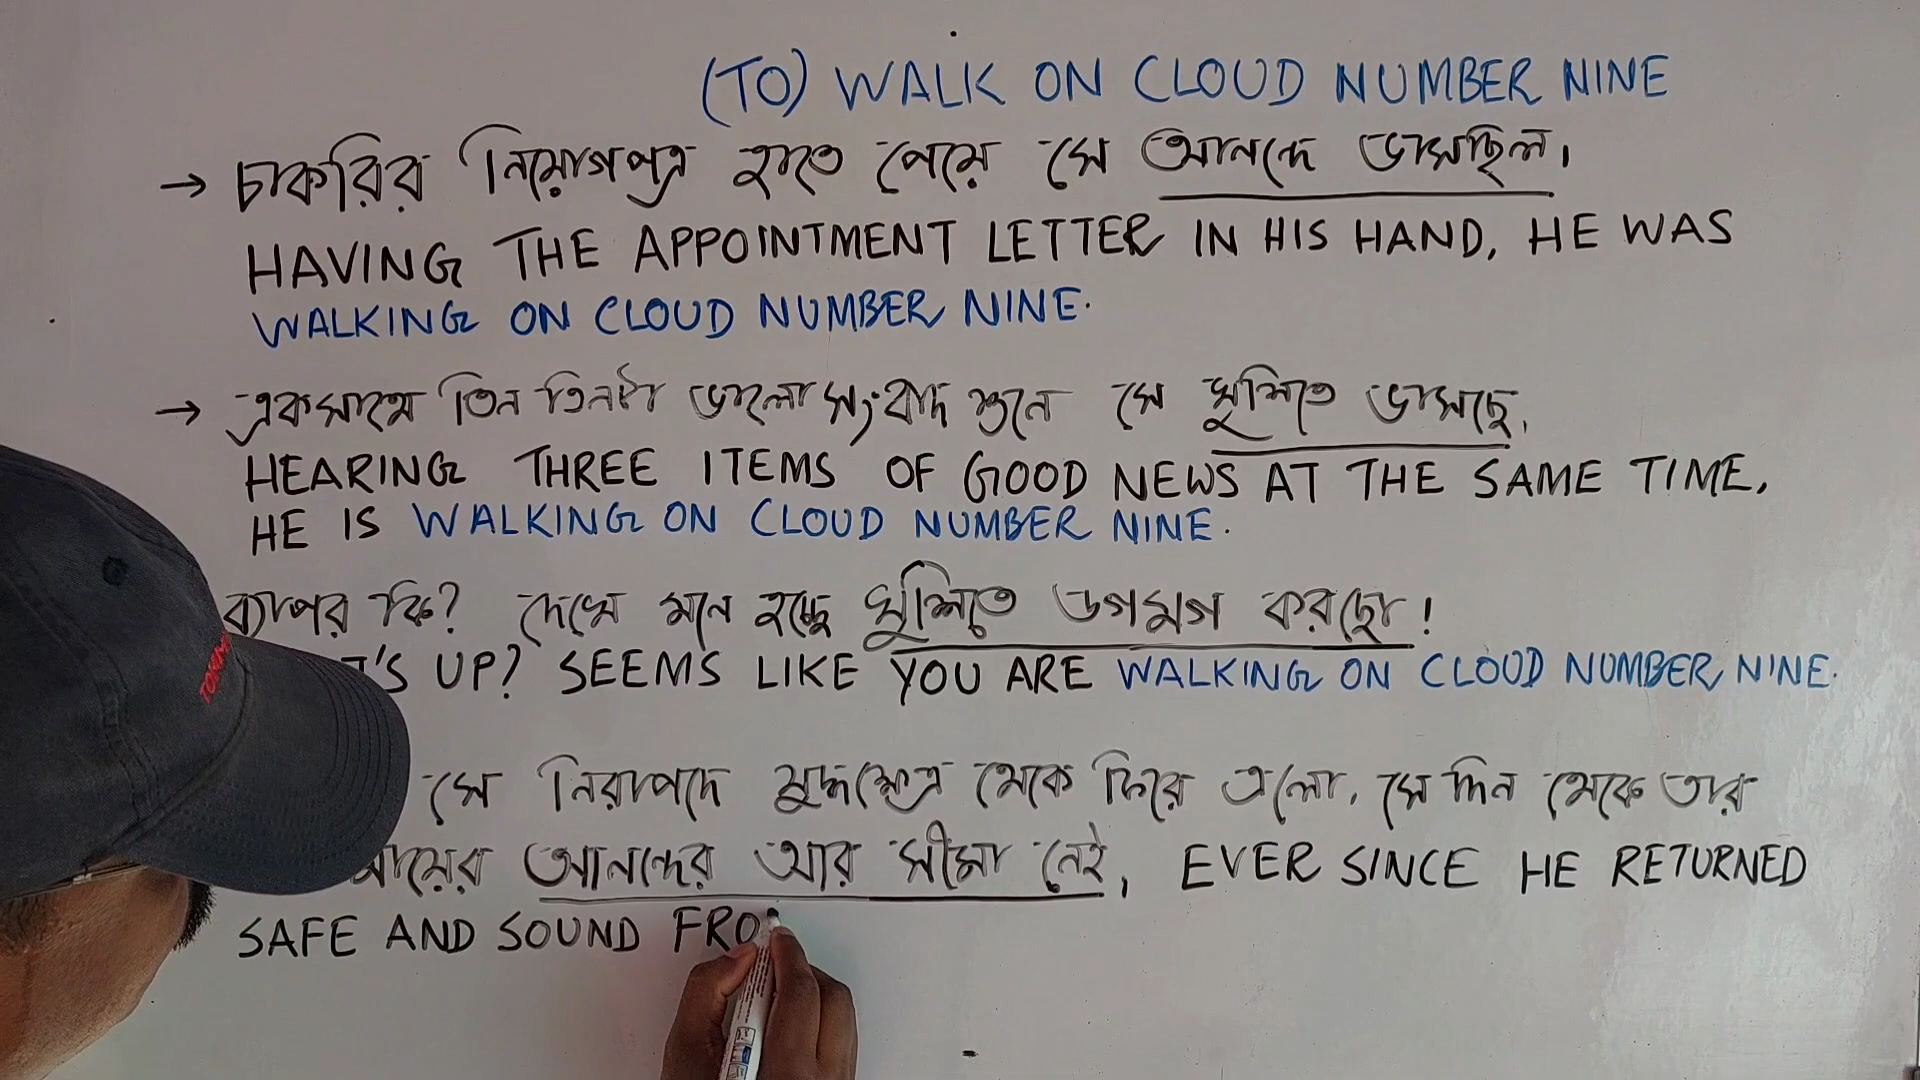 (TO) WALK ON CLOUD NUMBER NINE
→ চাকরির নিয়োগপত্র হাতে পেয়ে সে আনন্দে ভাসছিল।
HAVING THE APPOINTMENT LETTER IN HIS HAND, HE WAS
WALKING ON CLOUD NUMBER NINE.
→ একসাথে তিন তিনটা ভালো সংবাদ শুনে সে খুশিতে ভাসছে।
HEARING THREE ITEMS OF GOOD NEWS AT THE SAME TIME,
HE IS WALKING ON CLOUD NUMBER NINE.
ব্যাপার কি? দেখে মনে হচ্ছে খুশিতে ডগমগ করছো!
'S UP? SEEMS LIKE YOU ARE WALKING ON CLOUD NUMBER NINE.
সে নিরাপদে যুদ্ধক্ষেত্র থেকে ফিরে এলো, সে দিন থেকে তার
মায়ের আনন্দের আর সীমা নেই, EVER SINCE HE RETURNED
SAFE AND SOUND FRO